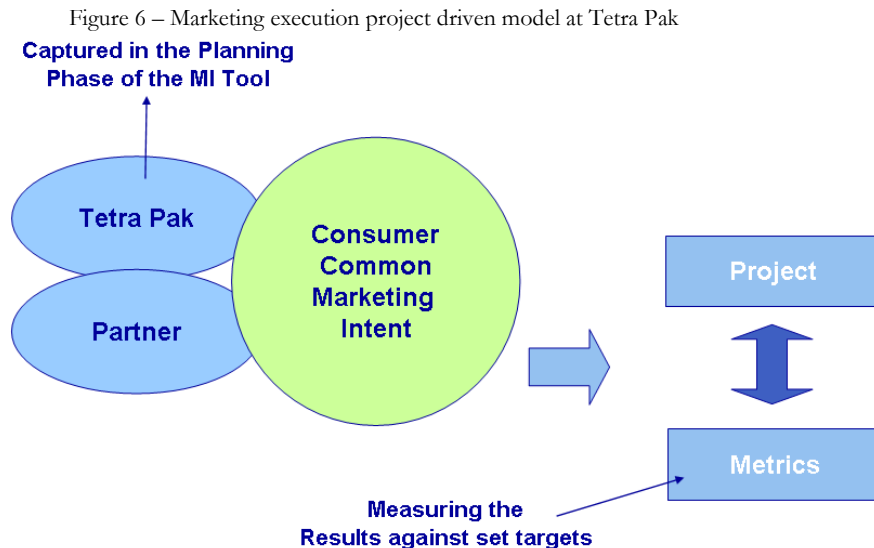 Figure 6 – Marketing execution project driven model at Tetra Pak
Captured in the Planning
Phase of the MI Tool
Tetra Pak
Partner
Consumer
Common
Marketing
Intent
Project
Metrics
Measuring the
Results against set targets